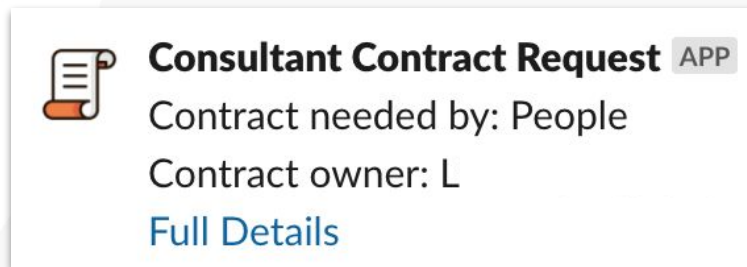 Consultant Contract Request APP
Contract needed by: People
Contract owner: L
Full Details